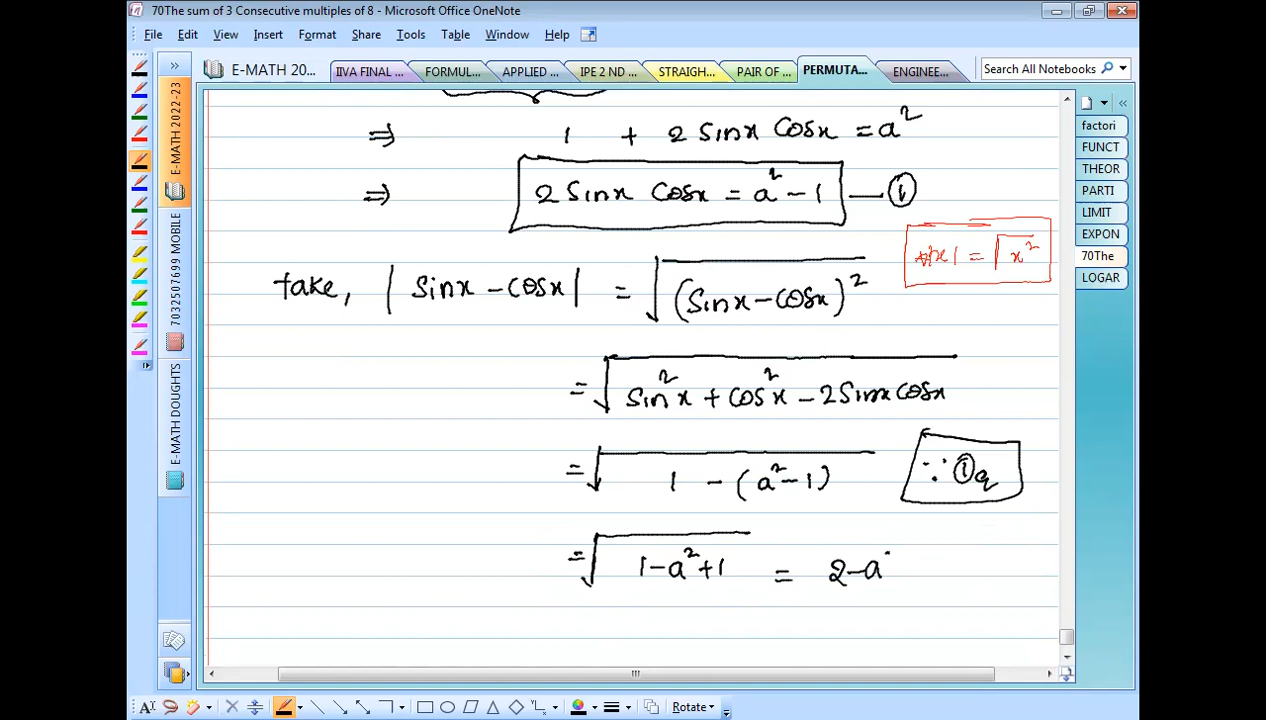 70The sum of 3 Consecutive multiples of 8 - Microsoft Office OneNote
File Edit View Insert Format Share Tools Table Window Help
E-MATH 20... IIVA FINAL ... FORMUL... APPLIED ... IPE 2 ND ... STRAIGH... PAIR OF ... PERMUTA... ENGINEE... Search All Notebooks
E-MATH 2022-23
7032507699 MOBILE
E-MATH DOUGHTS
factori
FUNCT
THEOR
PARTI
LIMIT
EXPON
70The
LOGAR
⇒ 1 + 2 Sinx Cosx = a²
⇒ 2 Sinx Cosx = a² - 1 — ①
|x| = √x²
take, | Sinx - Cosx | = √(Sinx - Cosx)²
= √Sin²x + Cos²x - 2 Sinx Cosx
= √1 - (a² - 1) ∵ ①
= √1 - a² + 1 = 2 - a
Rotate